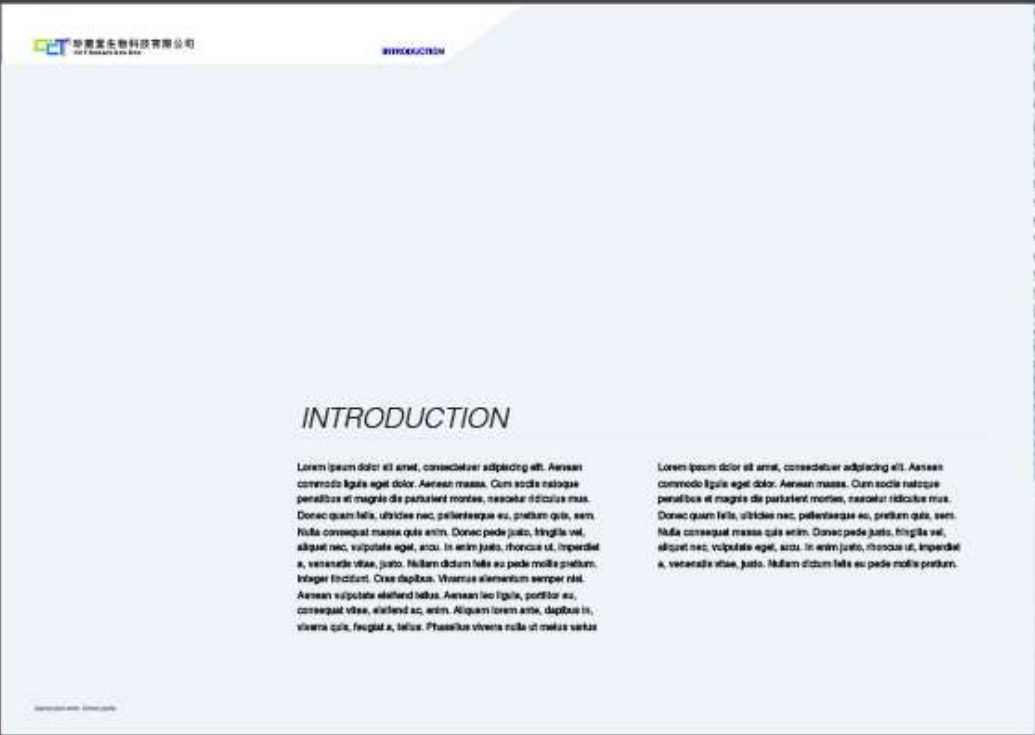 CCT
生物科技有限公司
INTRODUCTION
INTRODUCTION
Lorem ipsum dolor sit amet, consectetuer adipiscing elit. Aenean
commodo ligula eget dolor. Aenean massa. Cum sociis natoque
penatibus et magnis dis parturient montes, nascetur ridiculus mus.
Donec quam felis, ultricies nec, pellentesque eu, pretium quis, sem.
Nulla consequat massa quis enim. Donec pede justo, fringilla vel,
aliquet nec, vulputate eget, arcu. In enim justo, rhoncus ut, imperdiet
a, venenatis vitae, justo. Nullam dictum felis eu pede mollis pretium.
Integer tincidunt. Cras dapibus. Vivamus elementum semper nisi.
Aenean vulputate eleifend tellus. Aenean leo ligula, porttitor eu,
consequat vitae, eleifend ac, enim. Aliquam lorem ante, dapibus in,
viverra quis, feugiat a, tellus. Phasellus viverra nulla ut metus varius
Lorem ipsum dolor sit amet, consectetuer adipiscing elit. Aenean
commodo ligula eget dolor. Aenean massa. Cum sociis natoque
penatibus et magnis dis parturient montes, nascetur ridiculus mus.
Donec quam felis, ultricies nec, pellentesque eu, pretium quis, sem.
Nulla consequat massa quis enim. Donec pede justo, fringilla vel,
aliquet nec, vulputate eget, arcu. In enim justo, rhoncus ut, imperdiet
a, venenatis vitae, justo. Nullam dictum felis eu pede mollis pretium.